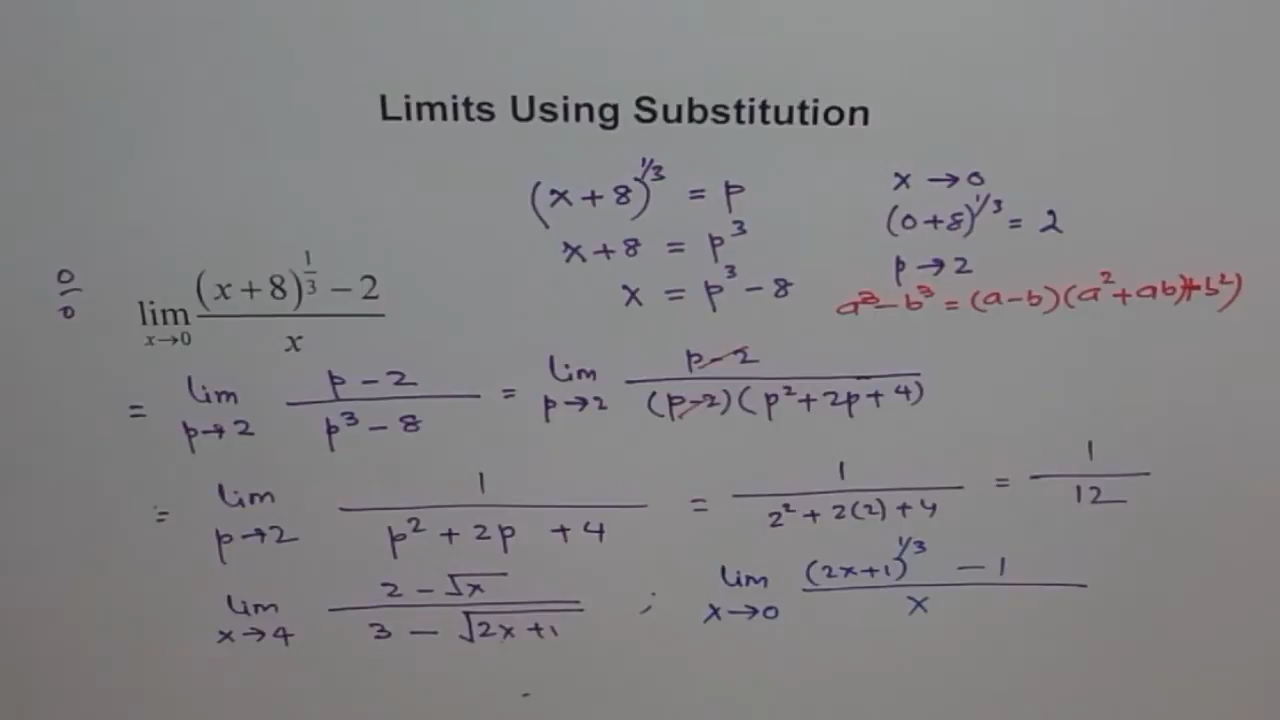 Limits Using Substitution
(x+8)^{1/3} = p
x+8 = p^3
x = p^3 - 8
x → 0
(0+8)^{1/3} = 2
p → 2
a^3 - b^3 = (a-b)(a^2+ab+b^2)
0/0
lim_{x→0} ((x+8)^{1/3} - 2)/x
= lim_{p→2} (p-2)/(p^3-8) = lim_{p→2} (p-2)/((p-2)(p^2+2p+4))
= lim_{p→2} 1/(p^2+2p+4) = 1/(2^2+2(2)+4) = 1/12
lim_{x→4} (2-√x)/(3-√(2x+1)) ; lim_{x→0} ((2x+1)^{1/3} - 1)/x